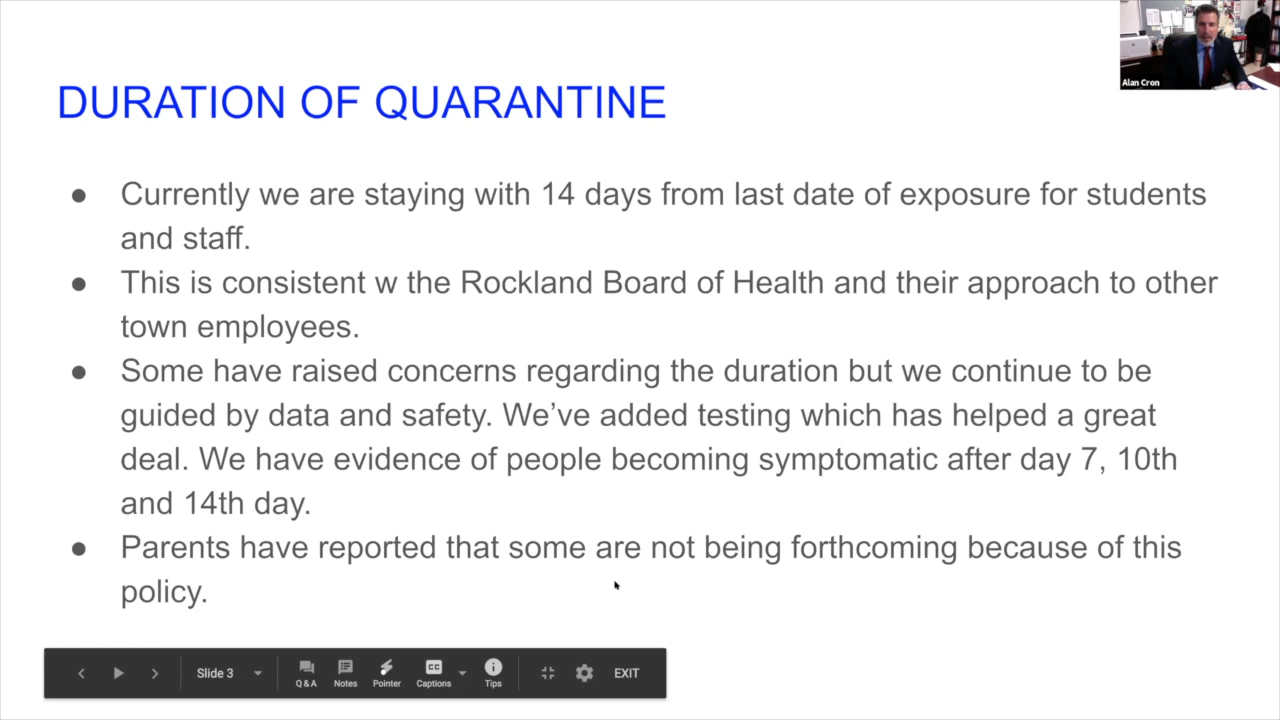 Alan Cron
DURATION OF QUARANTINE
● Currently we are staying with 14 days from last date of exposure for students
and staff.
● This is consistent w the Rockland Board of Health and their approach to other
town employees.
● Some have raised concerns regarding the duration but we continue to be
guided by data and safety. We’ve added testing which has helped a great
deal. We have evidence of people becoming symptomatic after day 7, 10th
and 14th day.
● Parents have reported that some are not being forthcoming because of this
policy.
Slide 3
Q & A
Notes
Pointer
CC
Captions
Tips
EXIT